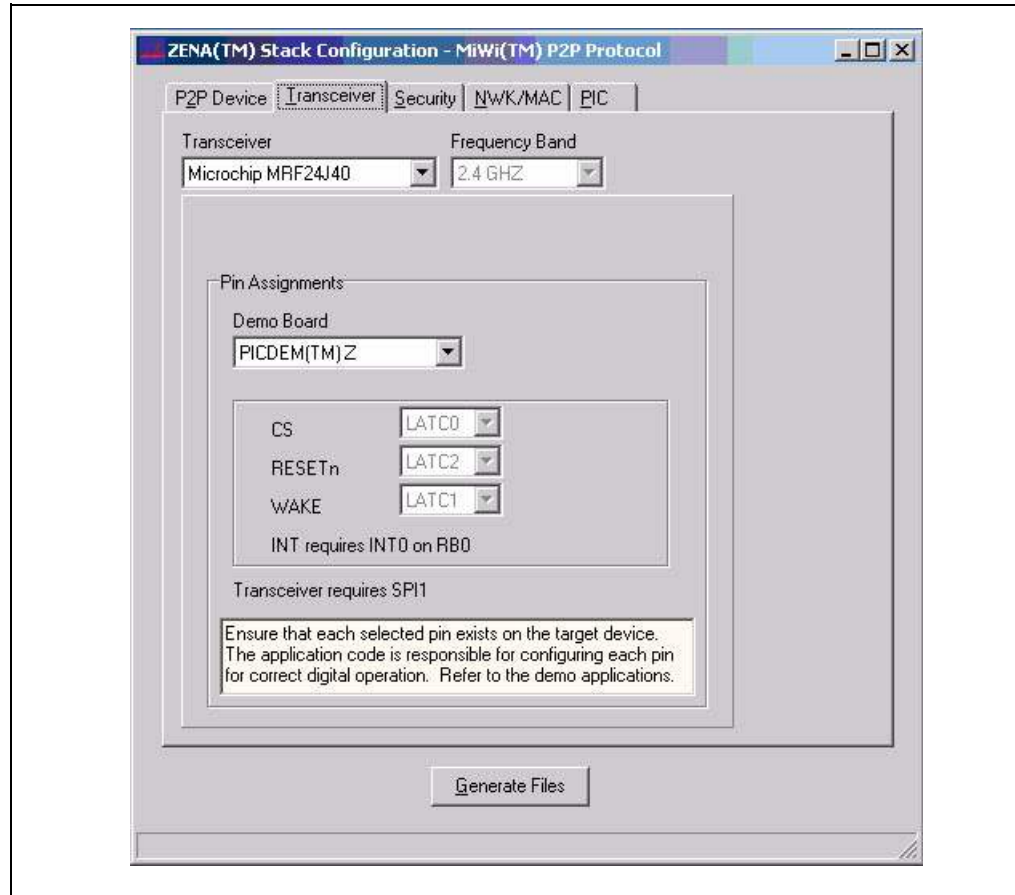 ZENA(TM) Stack Configuration - MiWi(TM) P2P Protocol
P2P Device Transceiver Security NWK/MAC PIC
Transceiver Frequency Band
Microchip MRF24J40 2.4 GHZ
Pin Assignments
Demo Board
PICDEM(TM) Z
CS LATC0
RESETn LATC2
WAKE LATC1
INT requires INT0 on RB0
Transceiver requires SPI1
Ensure that each selected pin exists on the target device.
The application code is responsible for configuring each pin
for correct digital operation. Refer to the demo applications.
Generate Files